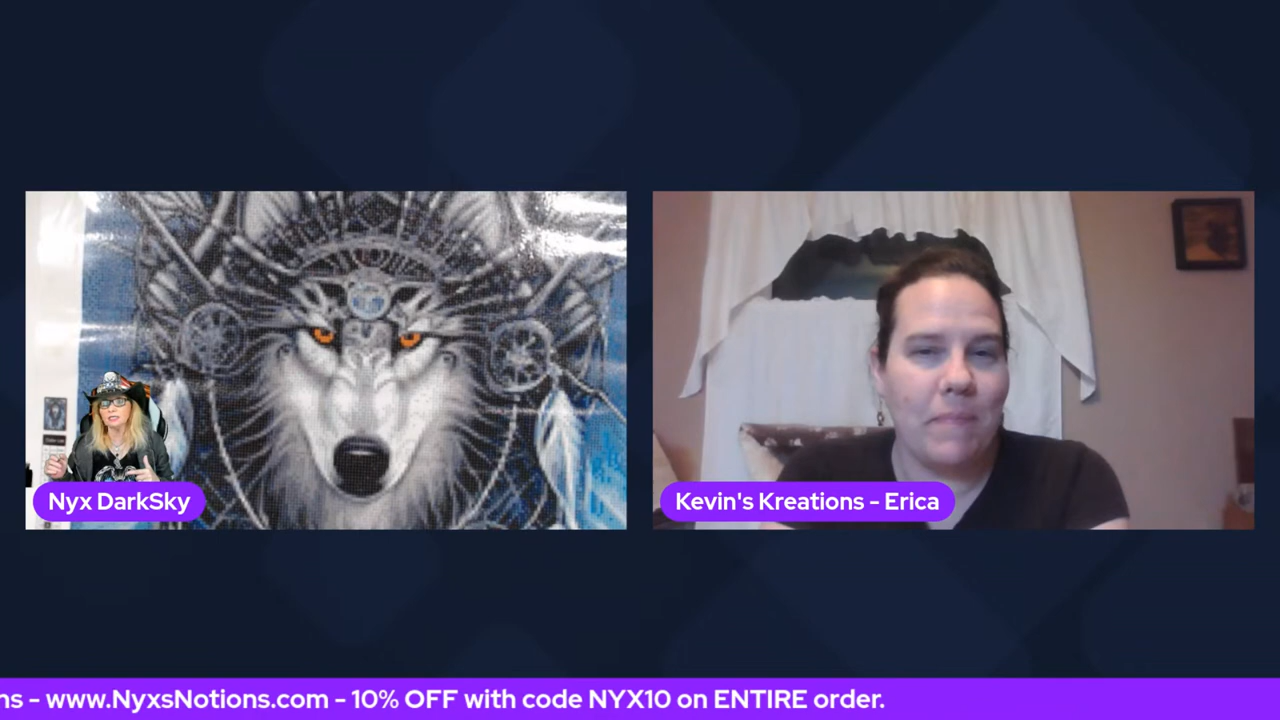 Nyx DarkSky
Kevin's Kreations - Erica
ns - www.NyxsNotions.com - 10% OFF with code NYX10 on ENTIRE order.